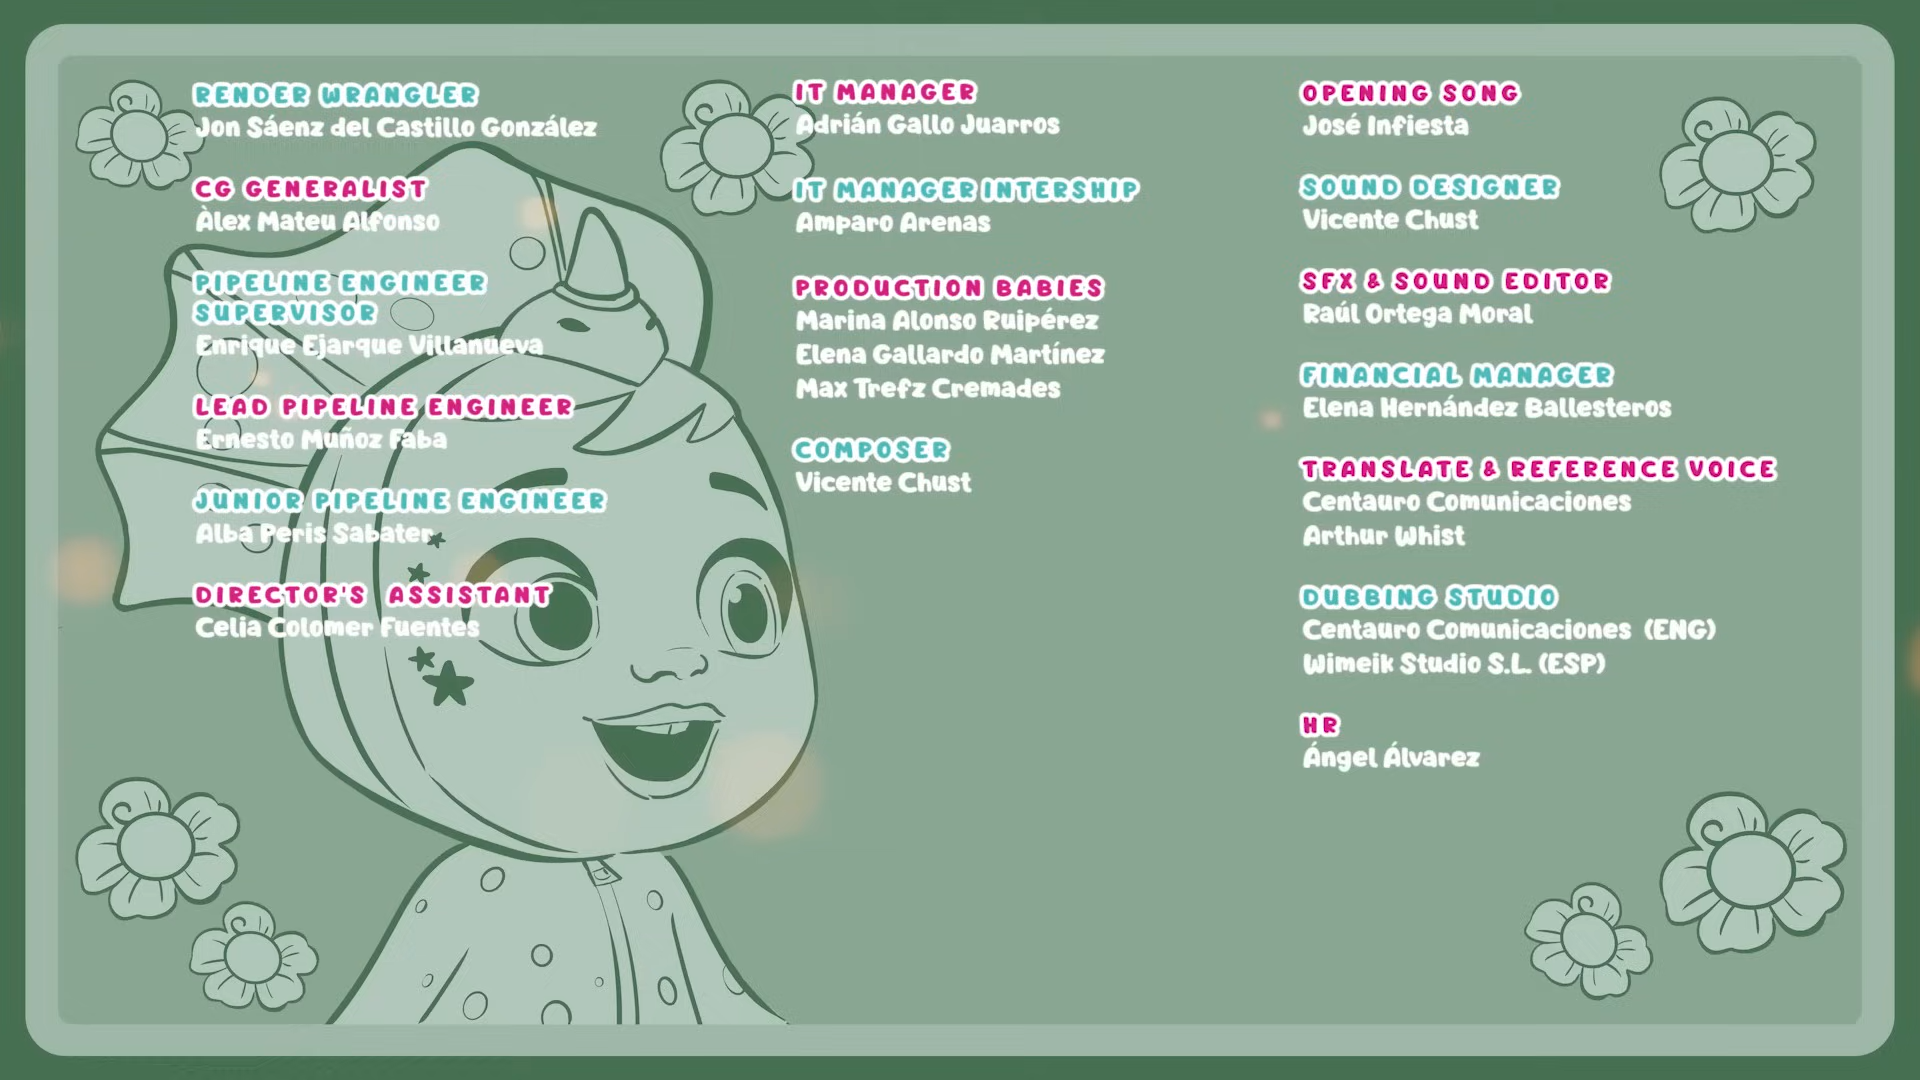 RENDER WRANGLER
Jon Sáenz del Castillo González
CG GENERALIST
Àlex Mateu Alfonso
PIPELINE ENGINEER
SUPERVISOR
Enrique Ejarque Villanueva
LEAD PIPELINE ENGINEER
Ernesto Muñoz Faba
JUNIOR PIPELINE ENGINEER
Alba Peris Sabater
DIRECTOR'S ASSISTANT
Celia Colomer Fuentes
IT MANAGER
Adrián Gallo Juarros
IT MANAGER INTERSHIP
Amparo Arenas
PRODUCTION BABIES
Marina Alonso Ruipérez
Elena Gallardo Martínez
Max Trefz Cremades
COMPOSER
Vicente Chust
OPENING SONG
José Infiesta
SOUND DESIGNER
Vicente Chust
SFX & SOUND EDITOR
Raúl Ortega Moral
FINANCIAL MANAGER
Elena Hernández Ballesteros
TRANSLATE & REFERENCE VOICE
Centauro Comunicaciones
Arthur Whist
DUBBING STUDIO
Centauro Comunicaciones (ENG)
Wimeik Studio S.L. (ESP)
HR
Ángel Álvarez